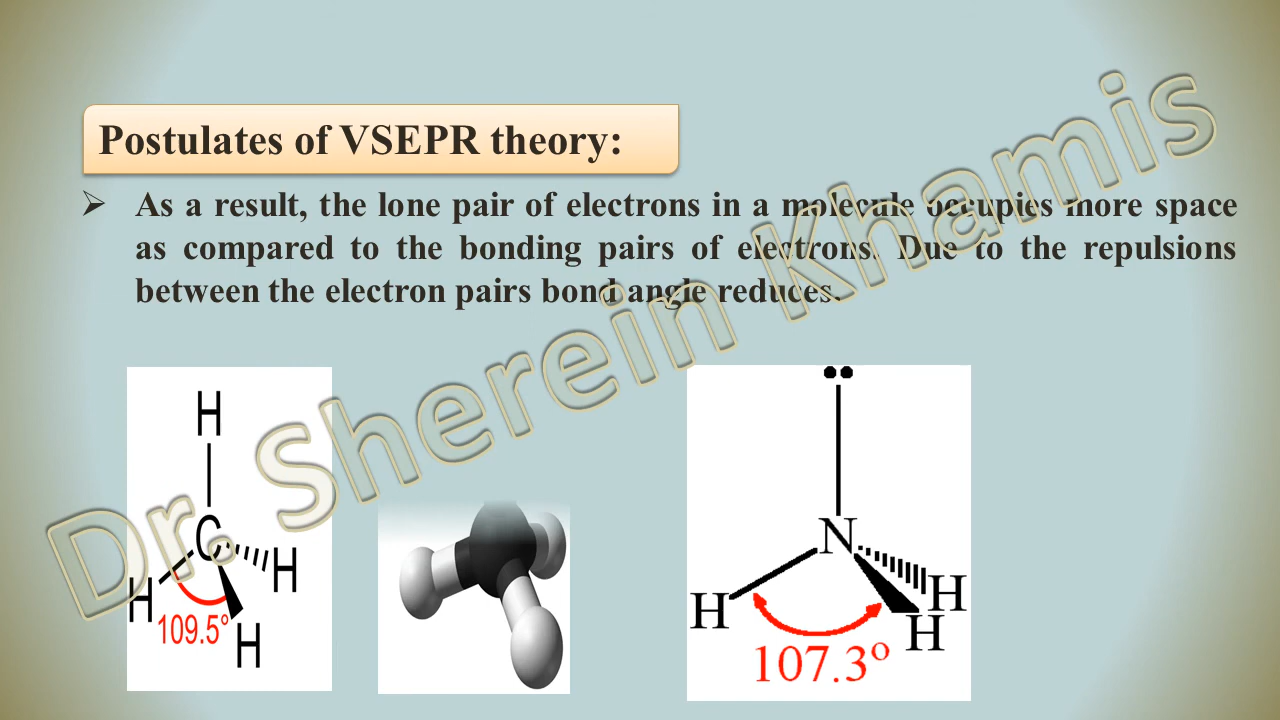 Postulates of VSEPR theory:
➢ As a result, the lone pair of electrons in a molecule occupies more space
as compared to the bonding pairs of electrons. Due to the repulsions
between the electron pairs bond angle reduces.
Dr. Sherein Khamis
H
C
H
H
109.5°
H
N
H
H
H
107.3º